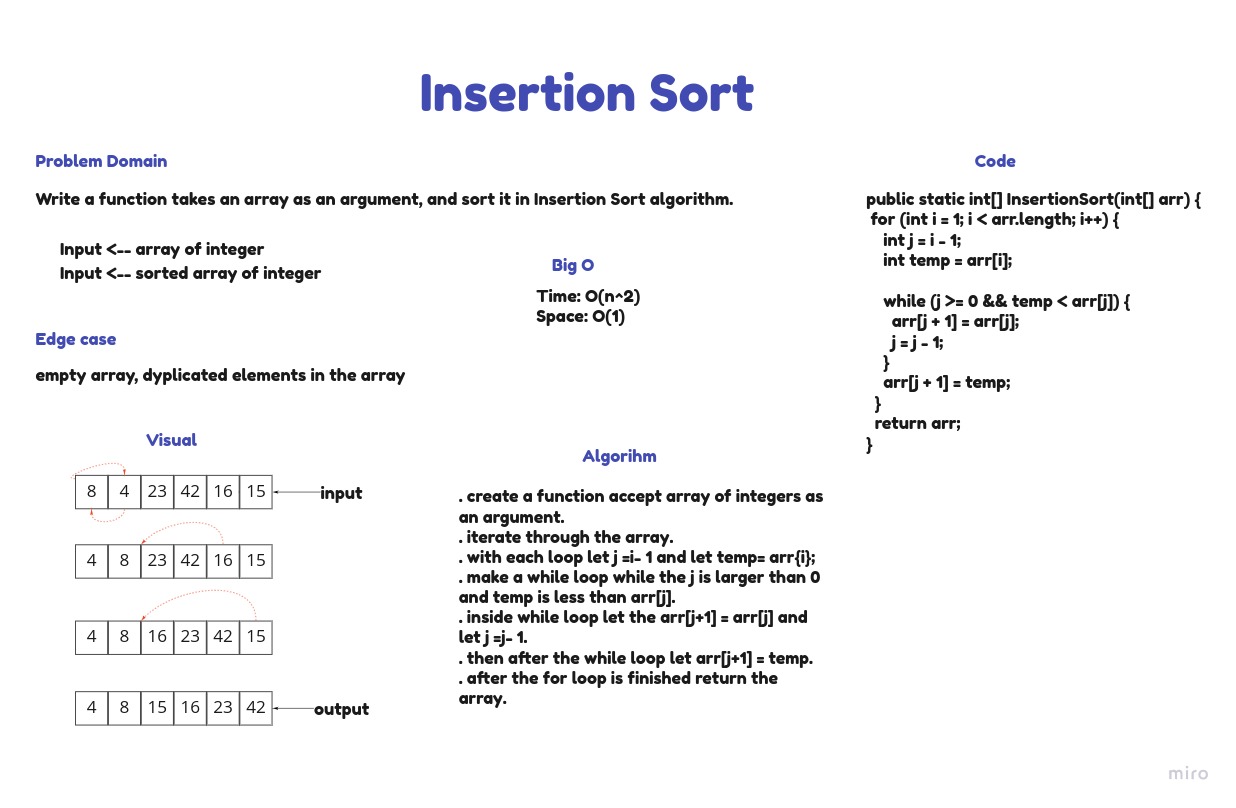 Insertion Sort
Problem Domain
Write a function takes an array as an argument, and sort it in Insertion Sort algorithm.
Input <-- array of integer
Input <-- sorted array of integer
Big O
Time: O(n^2)
Space: O(1)
Edge case
empty array, dyplicated elements in the array
Visual
8 4 23 42 16 15 input
4 8 23 42 16 15
4 8 16 23 42 15
4 8 15 16 23 42 output
Algorihm
. create a function accept array of integers as
an argument.
. iterate through the array.
. with each loop let j =i- 1 and let temp= arr{i};
. make a while loop while the j is larger than 0
and temp is less than arr[j].
. inside while loop let the arr[j+1] = arr[j] and
let j =j- 1.
. then after the while loop let arr[j+1] = temp.
. after the for loop is finished return the
array.
Code
public static int[] InsertionSort(int[] arr) {
for (int i = 1; i < arr.length; i++) {
int j = i - 1;
int temp = arr[i];
while (j >= 0 && temp < arr[j]) {
arr[j + 1] = arr[j];
j = j - 1;
}
arr[j + 1] = temp;
}
return arr;
}
miro